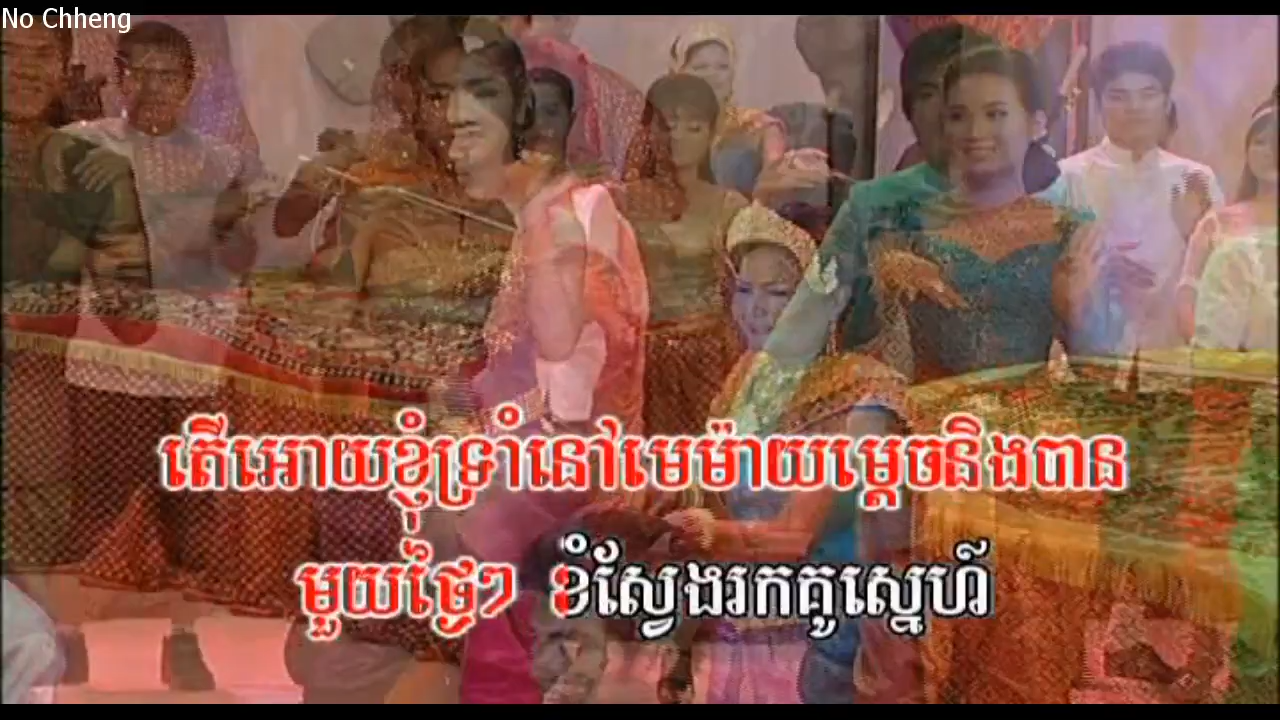 No Chheng
តើអោយខ្ញុំទ្រាំនៅមេម៉ាយម្ដេចនិងបាន
មួយថ្ងៃៗ ខំស្វែងរកគូស្នេហ៍